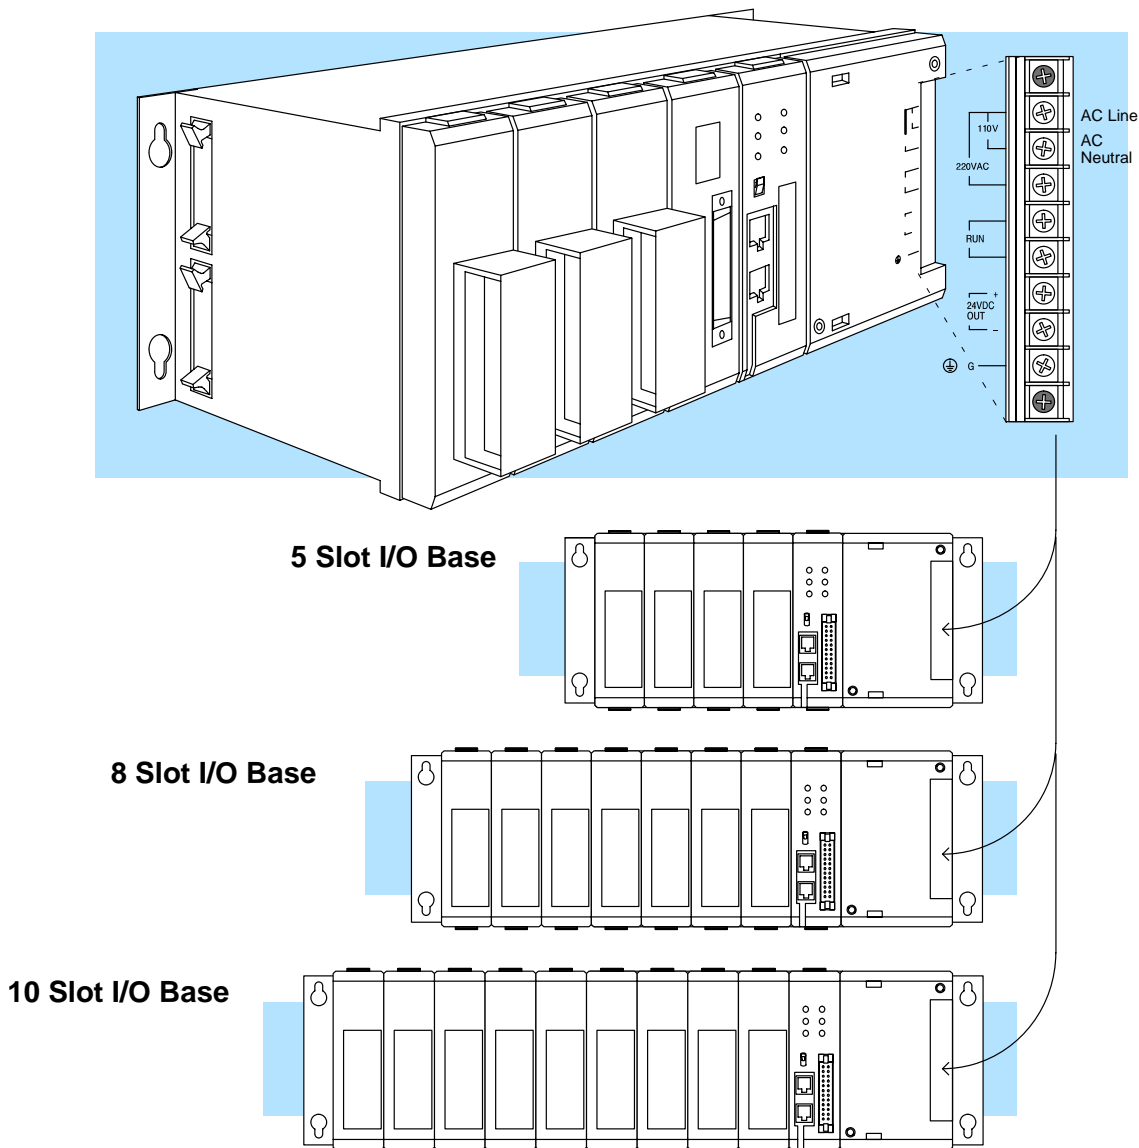 AC Line
110V
AC
Neutral
220VAC
RUN
+
24VDC
OUT
–
G
5 Slot I/O Base
8 Slot I/O Base
10 Slot I/O Base